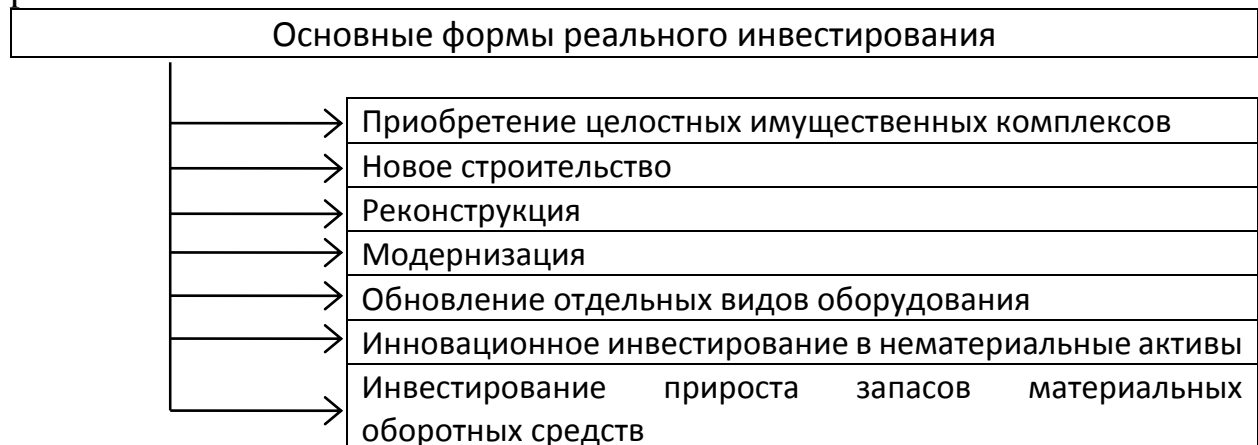 Основные формы реального инвестирования
Приобретение целостных имущественных комплексов
Новое строительство
Реконструкция
Модернизация
Обновление отдельных видов оборудования
Инновационное инвестирование в нематериальные активы
Инвестирование прироста запасов материальных
оборотных средств